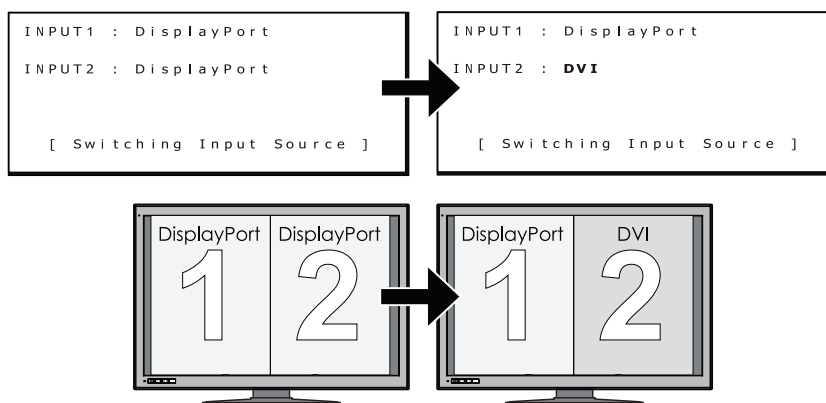 INPUT1 : DisplayPort
INPUT2 : DisplayPort
[ Switching Input Source ]
INPUT1 : DisplayPort
INPUT2 : DVI
[ Switching Input Source ]
DisplayPort DisplayPort
1 2
DisplayPort DVI
1 2